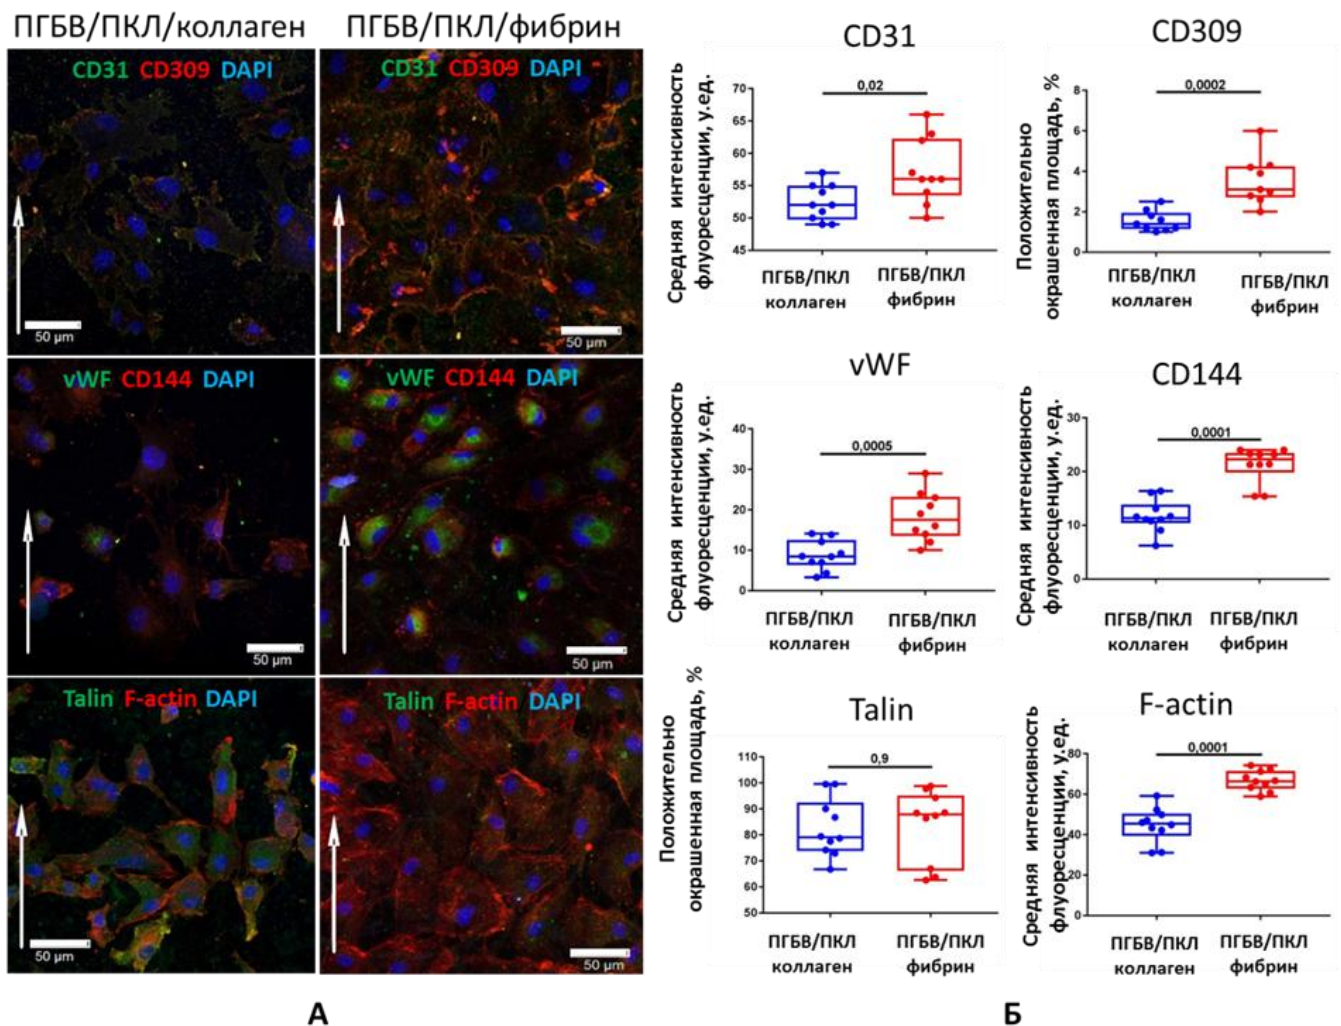 ПГБВ/ПКЛ/коллаген
ПГБВ/ПКЛ/фибрин
CD31 CD309 DAPI
CD31 CD309 DAPI
50 µm
50 µm
vWF CD144 DAPI
vWF CD144 DAPI
50 µm
50 µm
Talin F-actin DAPI
Talin F-actin DAPI
50 µm
50 µm
А
CD31
Средняя интенсивность
флуоресценции, у.ед.
70
65
60
55
50
45
0,02
ПГБВ/ПКЛ
коллаген
ПГБВ/ПКЛ
фибрин
CD309
Положительно
окрашенная площадь, %
8
6
4
2
0
0,0002
ПГБВ/ПКЛ
коллаген
ПГБВ/ПКЛ
фибрин
vWF
Средняя интенсивность
флуоресценции, у.ед.
40
30
20
10
0
0,0005
ПГБВ/ПКЛ
коллаген
ПГБВ/ПКЛ
фибрин
CD144
Средняя интенсивность
флуоресценции, у.ед.
30
20
10
0
0,0001
ПГБВ/ПКЛ
коллаген
ПГБВ/ПКЛ
фибрин
Talin
Положительно
окрашенная площадь, %
110
100
90
80
70
60
50
0,9
ПГБВ/ПКЛ
коллаген
ПГБВ/ПКЛ
фибрин
F-actin
Средняя интенсивность
флуоресценции, у.ед.
80
60
40
20
0
0,0001
ПГБВ/ПКЛ
коллаген
ПГБВ/ПКЛ
фибрин
Б